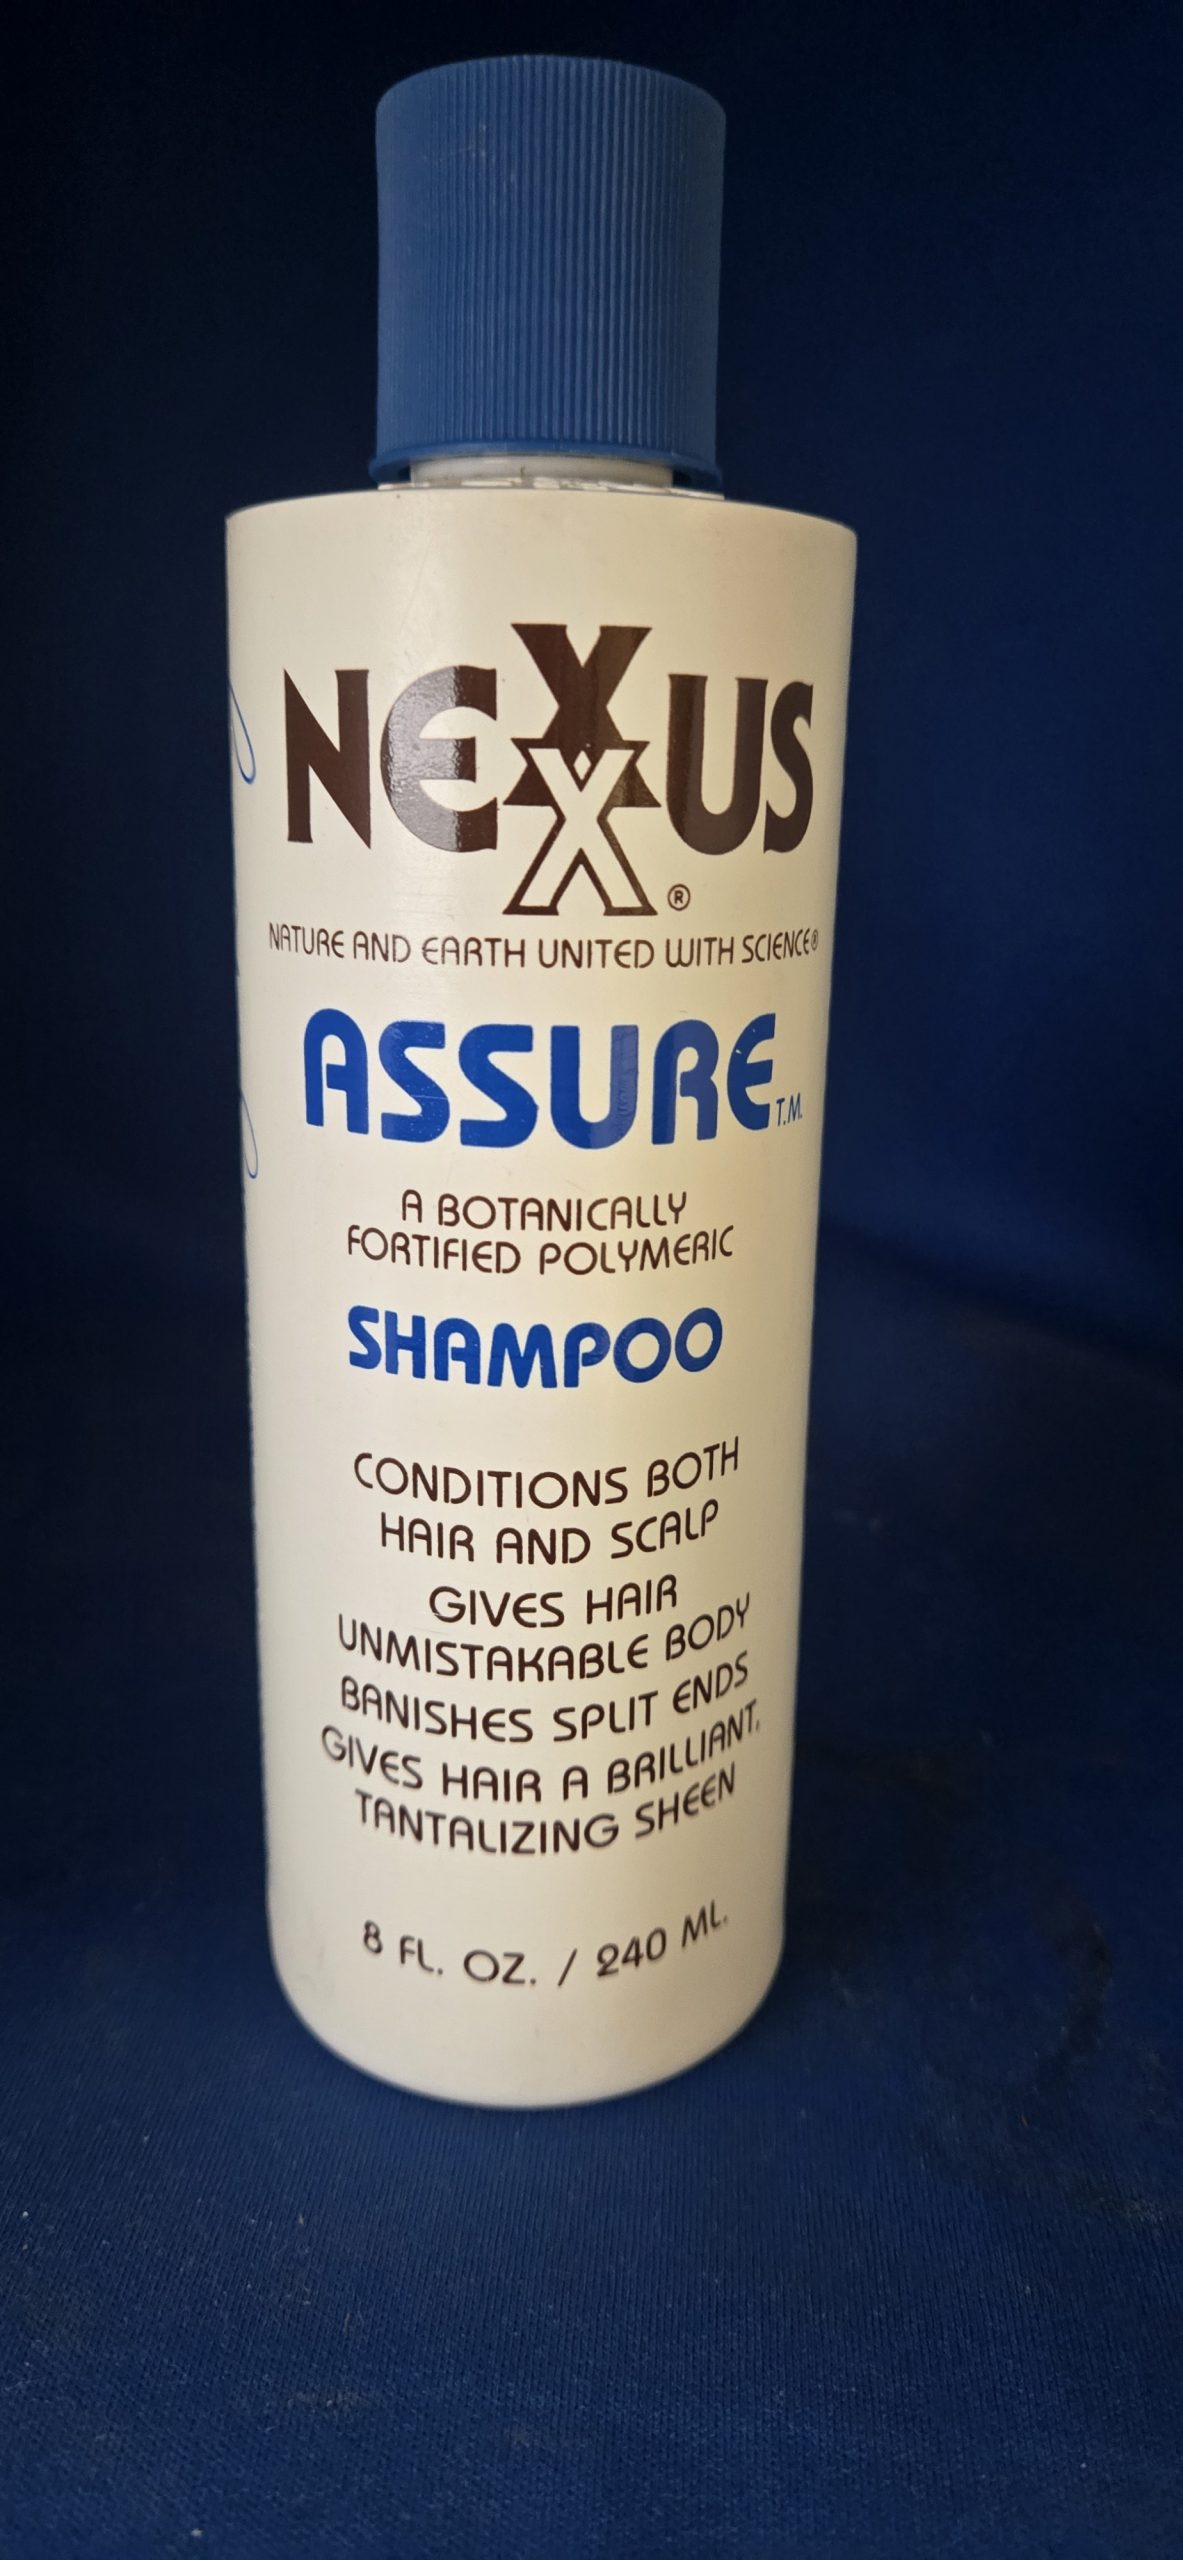 NEXXUS®
NATURE AND EARTH UNITED WITH SCIENCE®
ASSURE T.M.
A BOTANICALLY
FORTIFIED POLYMERIC
SHAMPOO
CONDITIONS BOTH
HAIR AND SCALP
GIVES HAIR
UNMISTAKABLE BODY
BANISHES SPLIT ENDS
GIVES HAIR A BRILLIANT,
TANTALIZING SHEEN
8 FL. OZ. / 240 ML.